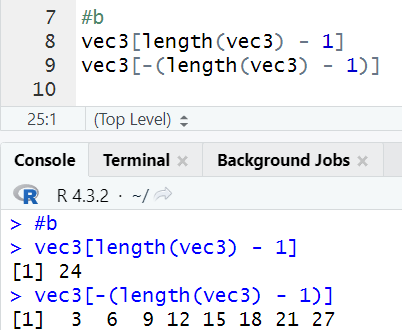 7 #b
8 vec3[length(vec3) - 1]
9 vec3[-(length(vec3) - 1)]
10
25:1 (Top Level)
Console Terminal Background Jobs
R R 4.3.2 · ~/
> #b
> vec3[length(vec3) - 1]
[1] 24
> vec3[-(length(vec3) - 1)]
[1]  3  6  9 12 15 18 21 27